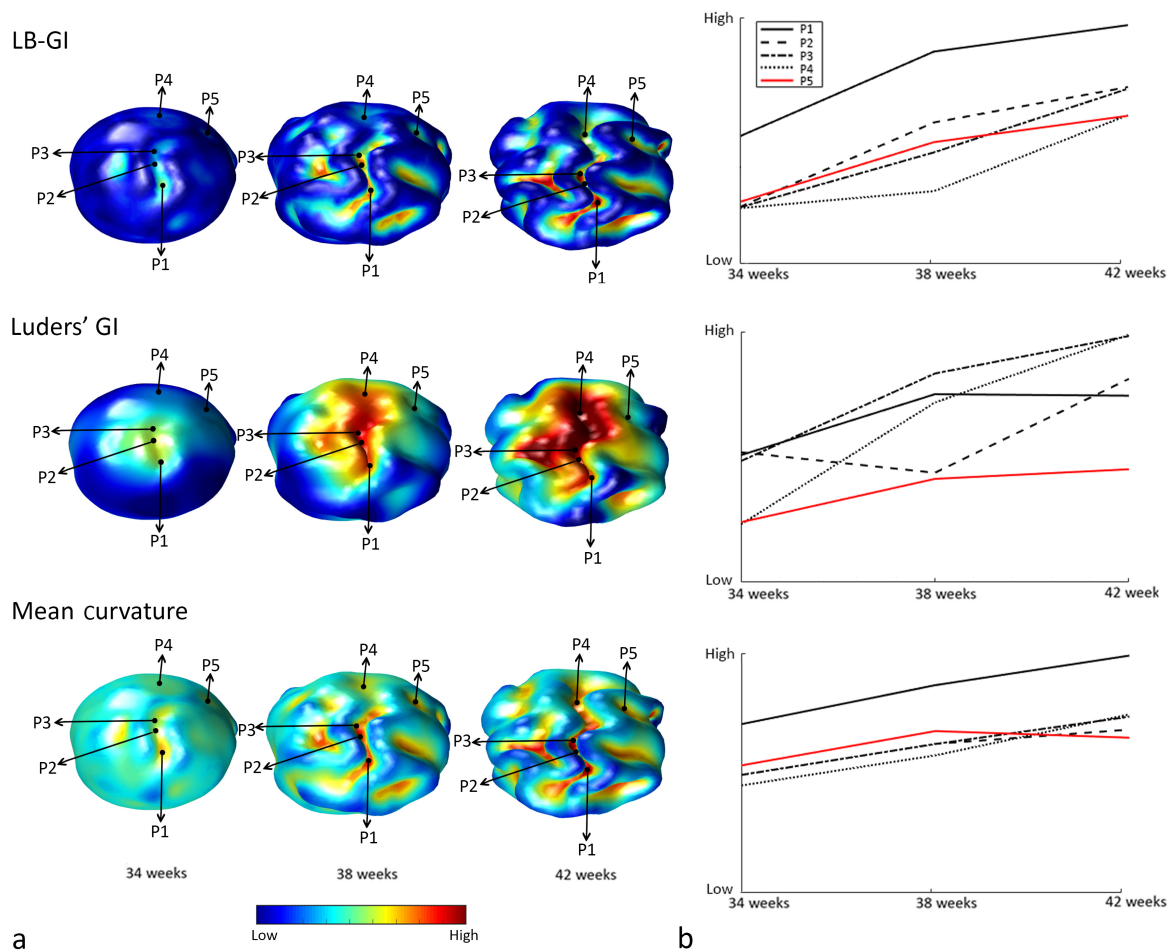 LB-GI
P4
P5
P3
P2
P1
P4
P5
P3
P2
P1
P4
P5
P3
P2
P1
High
P1
P2
P3
P4
P5
Low
34 weeks
38 weeks
42 weeks
Luders’ GI
P4
P5
P3
P2
P1
P4
P5
P3
P2
P1
P4
P5
P3
P2
P1
High
Low
34 weeks
38 weeks
42 week
Mean curvature
P4
P5
P3
P2
P1
P4
P5
P3
P2
P1
P4
P5
P3
P2
P1
High
Low
34 weeks
38 weeks
42 weeks
34 weeks
38 weeks
42 weeks
Low
High
a
b